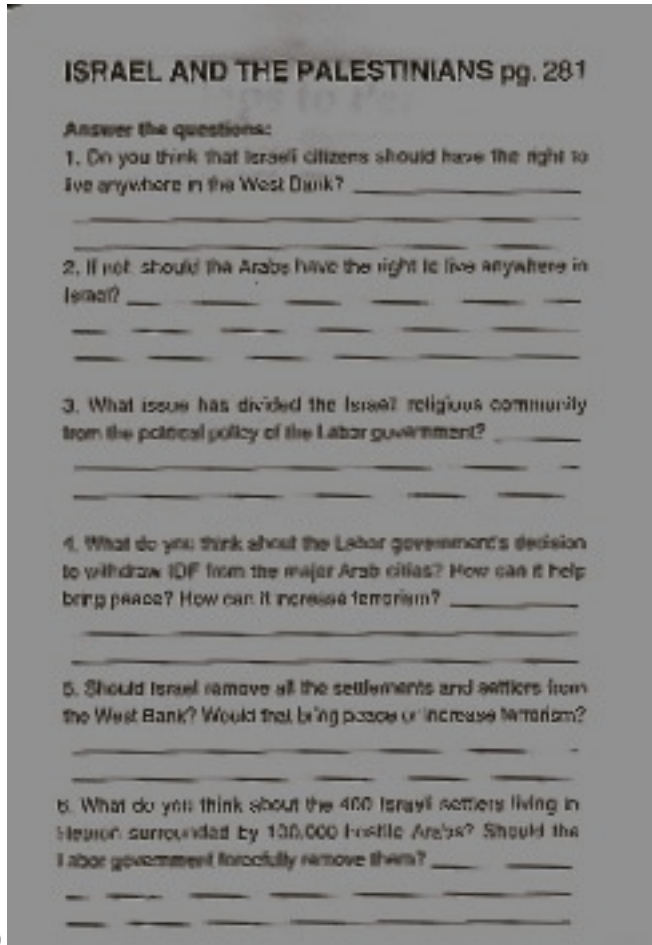 ISRAEL AND THE PALESTINIANS pg. 281
Answer the questions:
1. Do you think that Israeli citizens should have the right to
live anywhere in the West Bank?
2. If not should the Arabs have the right to live anywhere in
Israel?
3. What issue has divided the Israeli religious community
from the political policy of the Labor government?
4. What do you think about the Labor government's decision
to withdraw IDF from the major Arab cities? How can it help
bring peace? How can it increase terrorism?
5. Should Israel remove all the settlements and settlers from
the West Bank? Would that bring peace or increase terrorism?
6. What do you think about the 400 Israeli settlers living in
Hebron surrounded by 100,000 hostile Arabs? Should the
Labor government forcefully remove them?